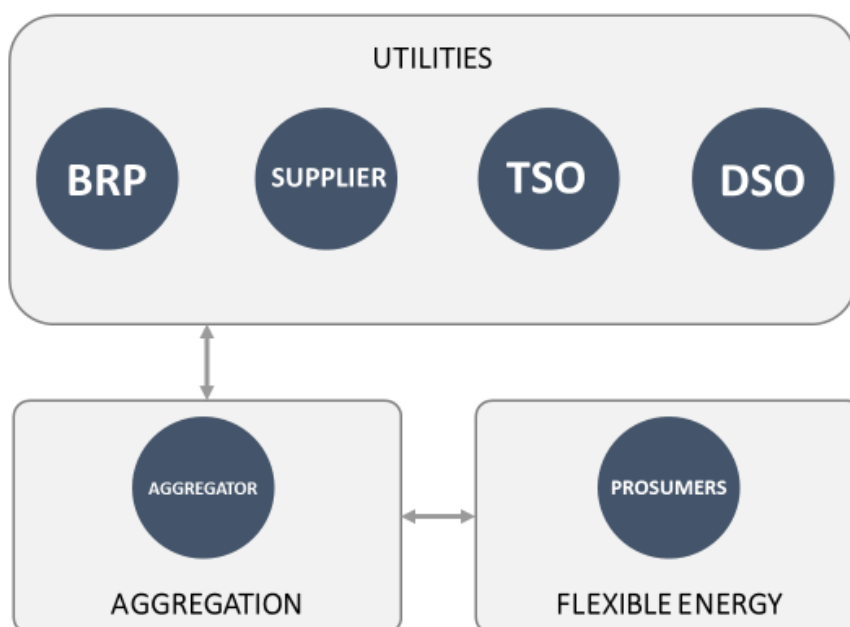 UTILITIES
BRP
SUPPLIER
TSO
DSO
AGGREGATOR
AGGREGATION
PROSUMERS
FLEXIBLE ENERGY